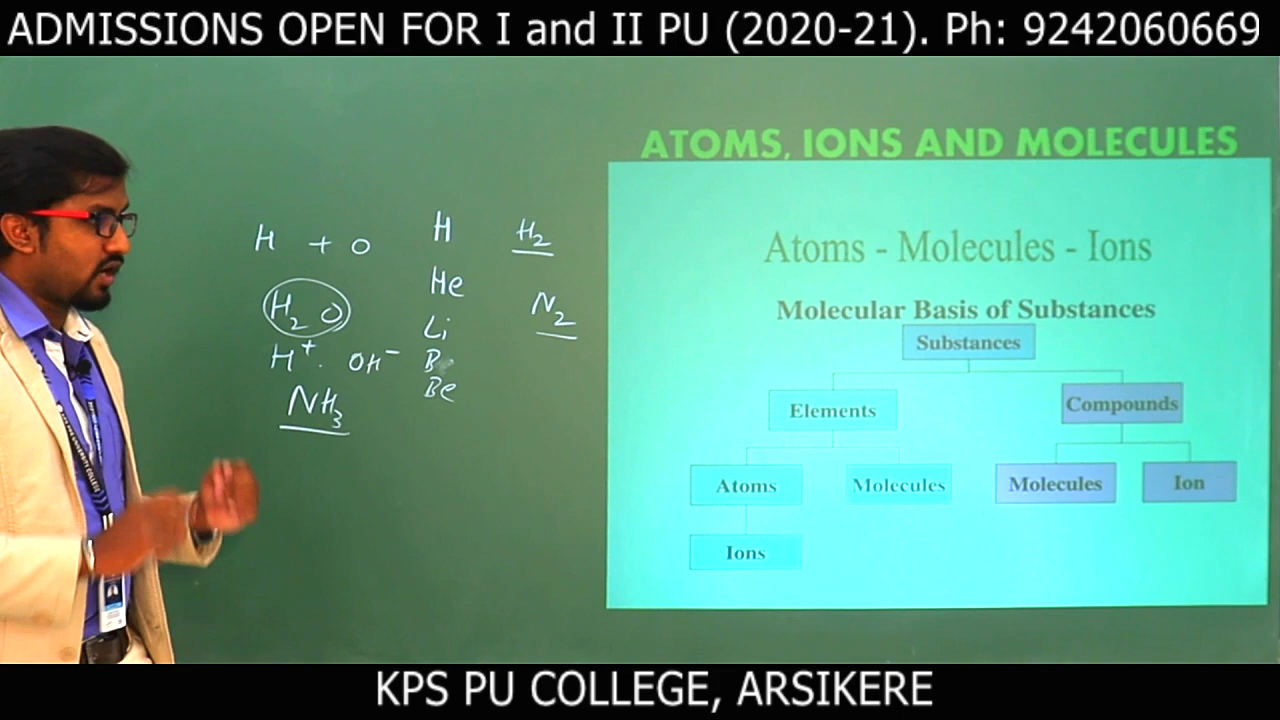 ADMISSIONS OPEN FOR I and II PU (2020-21). Ph: 9242060669
ATOMS, IONS AND MOLECULES
H + O
H₂O
H⁺ . OH⁻
NH₃
H
He
Li
B
Be
H₂
N₂
Atoms - Molecules - Ions
Molecular Basis of Substances
Substances
Elements Compounds
Atoms Molecules Molecules Ion
Ions
KPS PU COLLEGE, ARSIKERE